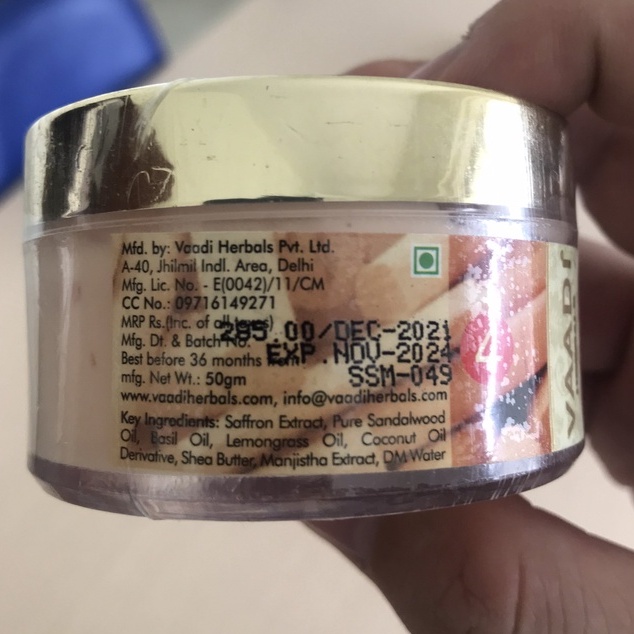 Mfd. by: Vaadi Herbals Pvt. Ltd.
A-40, Jhilmil Indl. Area, Delhi
Mfg. Lic. No. - E(0042)/11/CM
CC No.: 09716149271
MRP Rs.(Inc. of all taxes)
295.00/DEC-2021
Mfg. Dt. & Batch No.
EXP.NOV-2024
Best before 36 months from
SSM-049
mfg. Net Wt.: 50gm
www.vaadiherbals.com, info@vaadiherbals.com
Key Ingredients: Saffron Extract, Pure Sandalwood
Oil, Basil Oil, Lemongrass Oil, Coconut Oil
Derivative, Shea Butter, Manjistha Extract, DM Water
4
VAADI